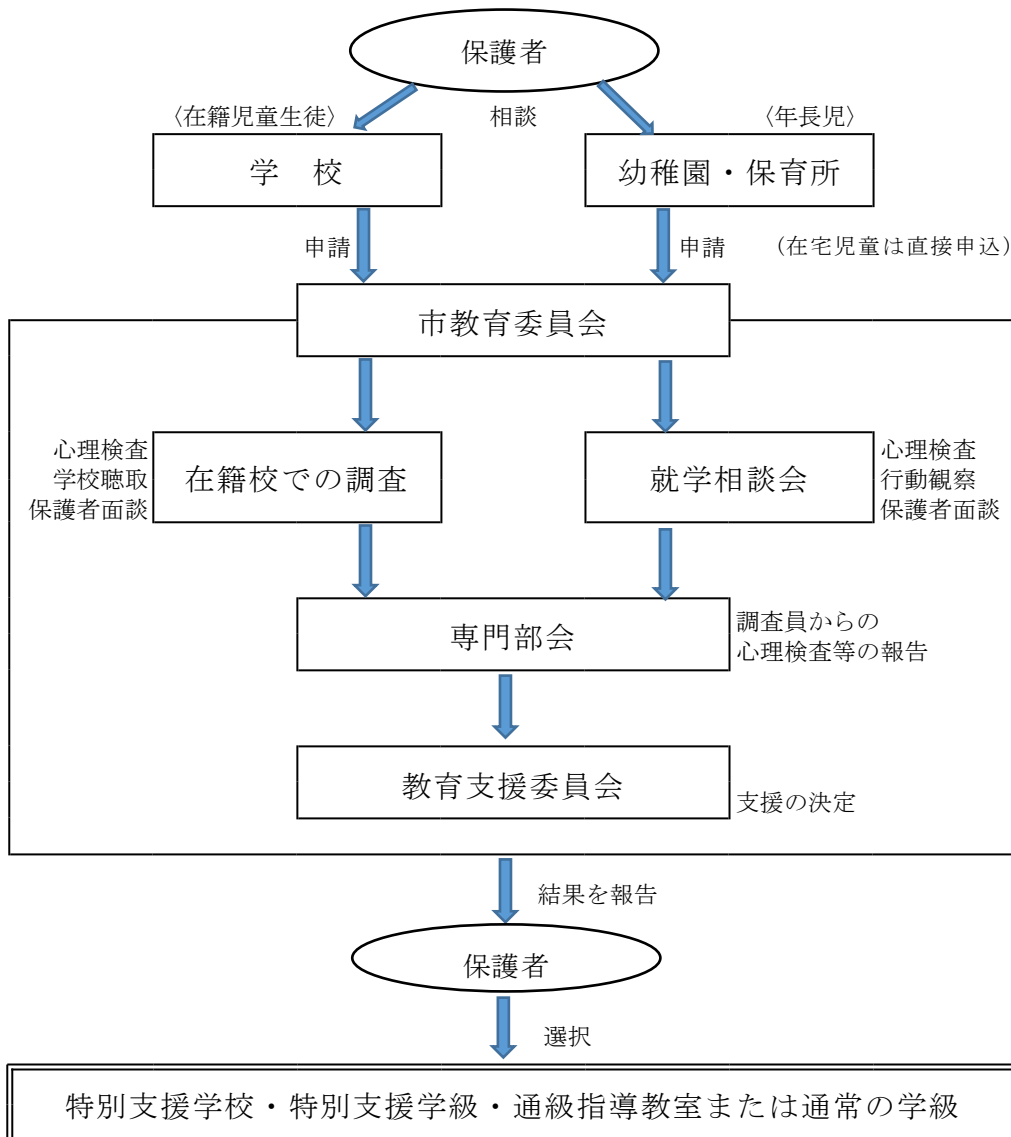 保護者
〈在籍児童生徒〉
相談
〈年長児〉
学　校
幼稚園・保育所
申請
申請
（在宅児童は直接申込）
市教育委員会
心理検査
学校聴取
保護者面談
在籍校での調査
就学相談会
心理検査
行動観察
保護者面談
専門部会
調査員からの
心理検査等の報告
教育支援委員会
支援の決定
結果を報告
保護者
選択
特別支援学校・特別支援学級・通級指導教室または通常の学級